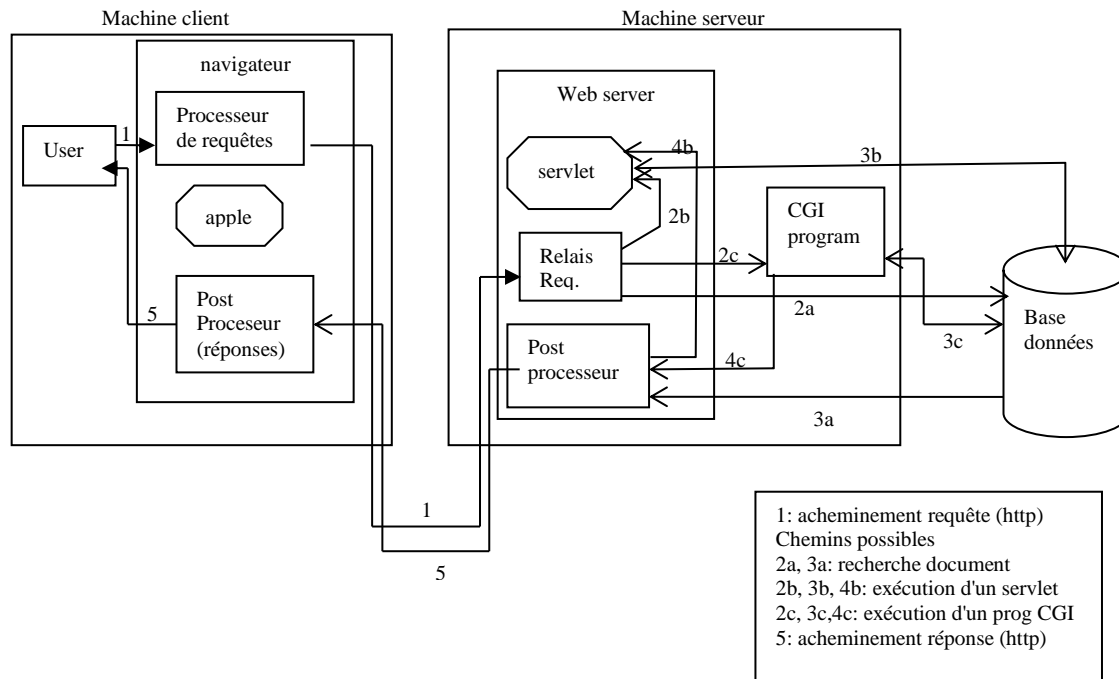 Machine client
Machine serveur
navigateur
Processeur
de requêtes
User
1
apple
Post
Proceseur
(réponses)
5
Web server
servlet
4b
3b
2b
CGI
program
Relais
Req.
2c
2a
Base
données
3c
Post
processeur
4c
3a
1
5
1: acheminement requête (http)
Chemins possibles
2a, 3a: recherche document
2b, 3b, 4b: exécution d'un servlet
2c, 3c,4c: exécution d'un prog CGI
5: acheminement réponse (http)